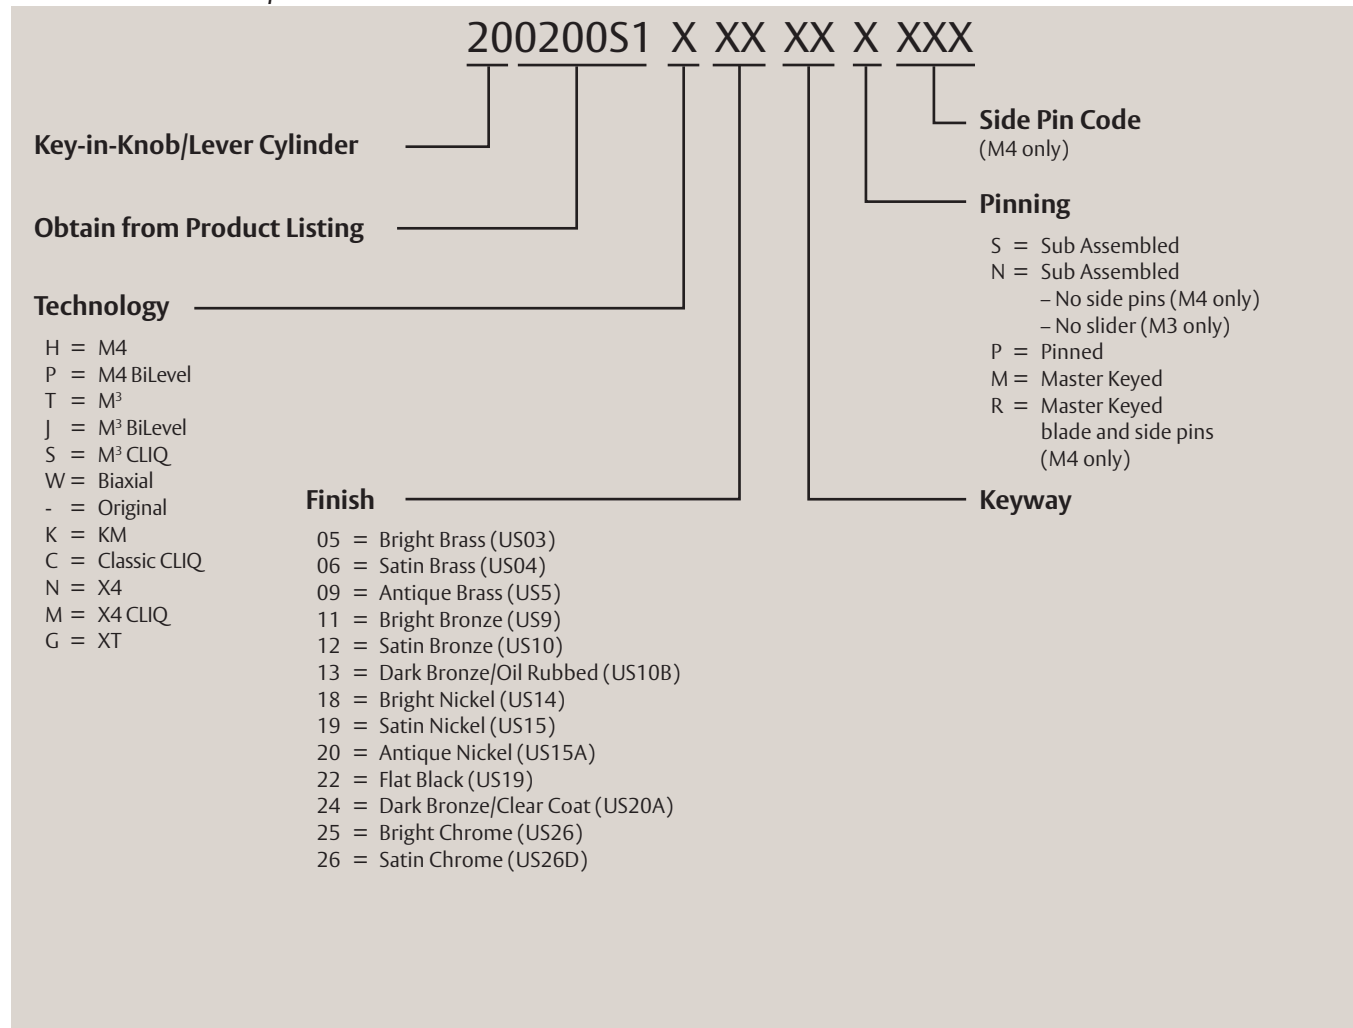 200200S1 X XX XX X XXX
Key-in-Knob/Lever Cylinder
Obtain from Product Listing
Technology
H = M4
P = M4 BiLevel
T = M³
J = M³ BiLevel
S = M³ CLIQ
W = Biaxial
- = Original
K = KM
C = Classic CLIQ
N = X4
M = X4 CLIQ
G = XT
Finish
05 = Bright Brass (US03)
06 = Satin Brass (US04)
09 = Antique Brass (US5)
11 = Bright Bronze (US9)
12 = Satin Bronze (US10)
13 = Dark Bronze/Oil Rubbed (US10B)
18 = Bright Nickel (US14)
19 = Satin Nickel (US15)
20 = Antique Nickel (US15A)
22 = Flat Black (US19)
24 = Dark Bronze/Clear Coat (US20A)
25 = Bright Chrome (US26)
26 = Satin Chrome (US26D)
Side Pin Code
(M4 only)
Pinning
S = Sub Assembled
N = Sub Assembled
– No side pins (M4 only)
– No slider (M3 only)
P = Pinned
M = Master Keyed
R = Master Keyed
blade and side pins
(M4 only)
Keyway